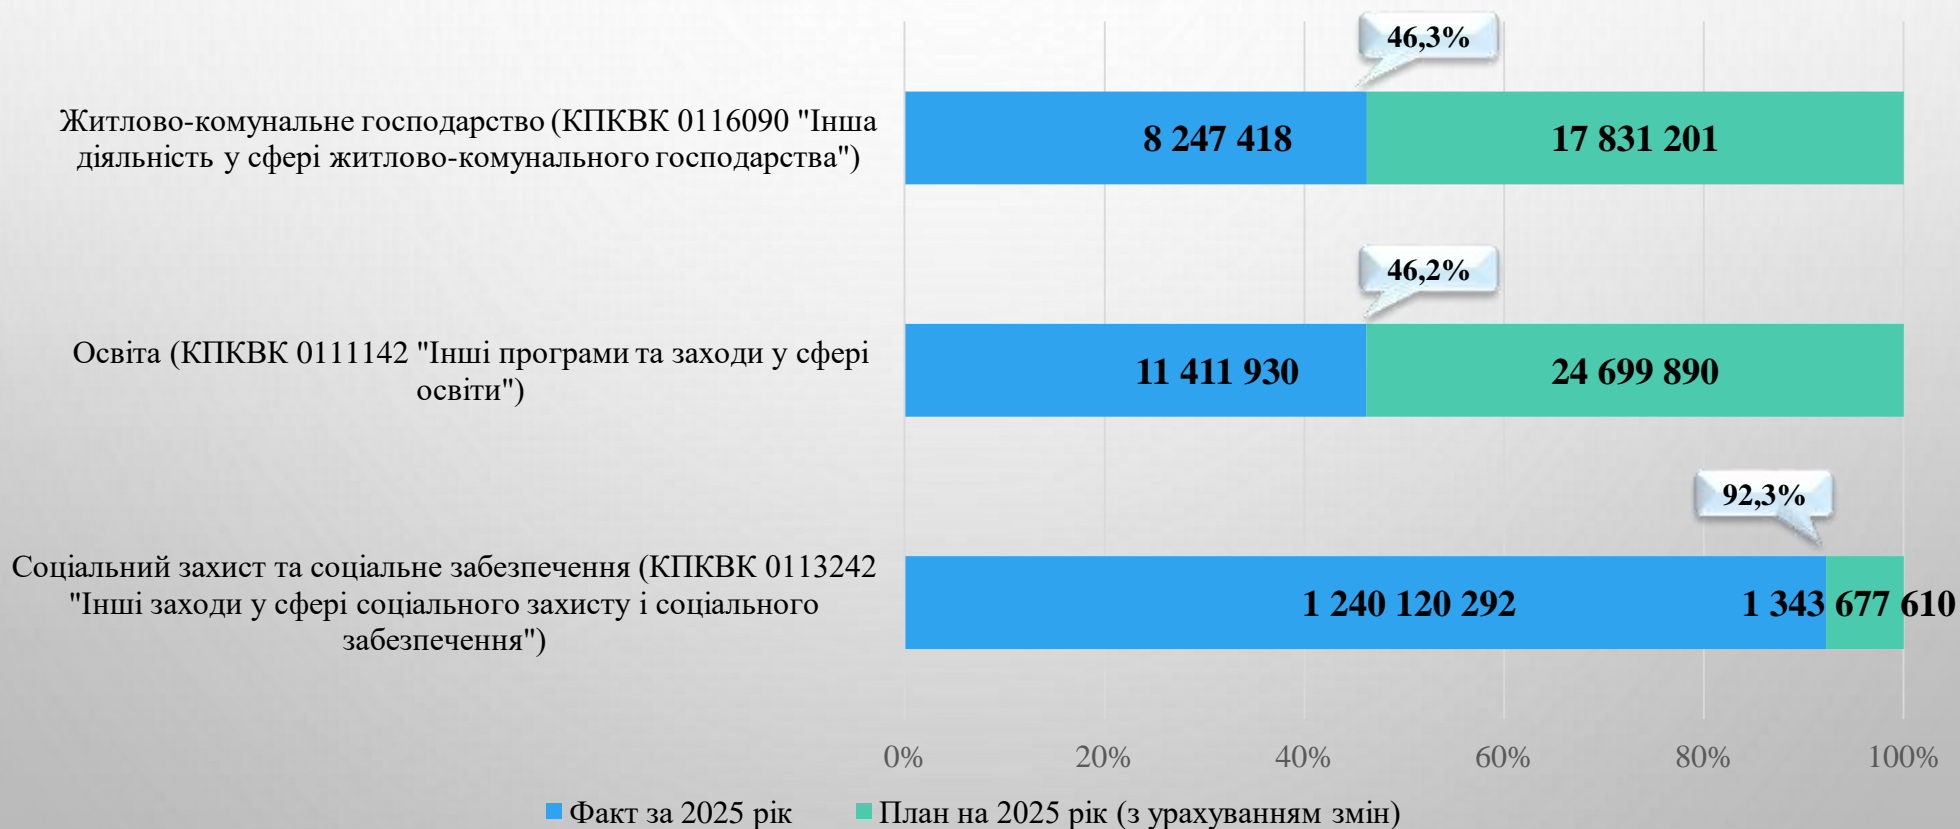 46,3%
Житлово-комунальне господарство (КПКВК 0116090 "Інша
діяльність у сфері житлово-комунального господарства")
8 247 418
17 831 201
46,2%
Освіта (КПКВК 0111142 "Інші програми та заходи у сфері
освіти")
11 411 930
24 699 890
92,3%
Соціальний захист та соціальне забезпечення (КПКВК 0113242
"Інші заходи у сфері соціального захисту і соціального
забезпечення")
1 240 120 292
1 343 677 610
0%
20%
40%
60%
80%
100%
Факт за 2025 рік
План на 2025 рік (з урахуванням змін)